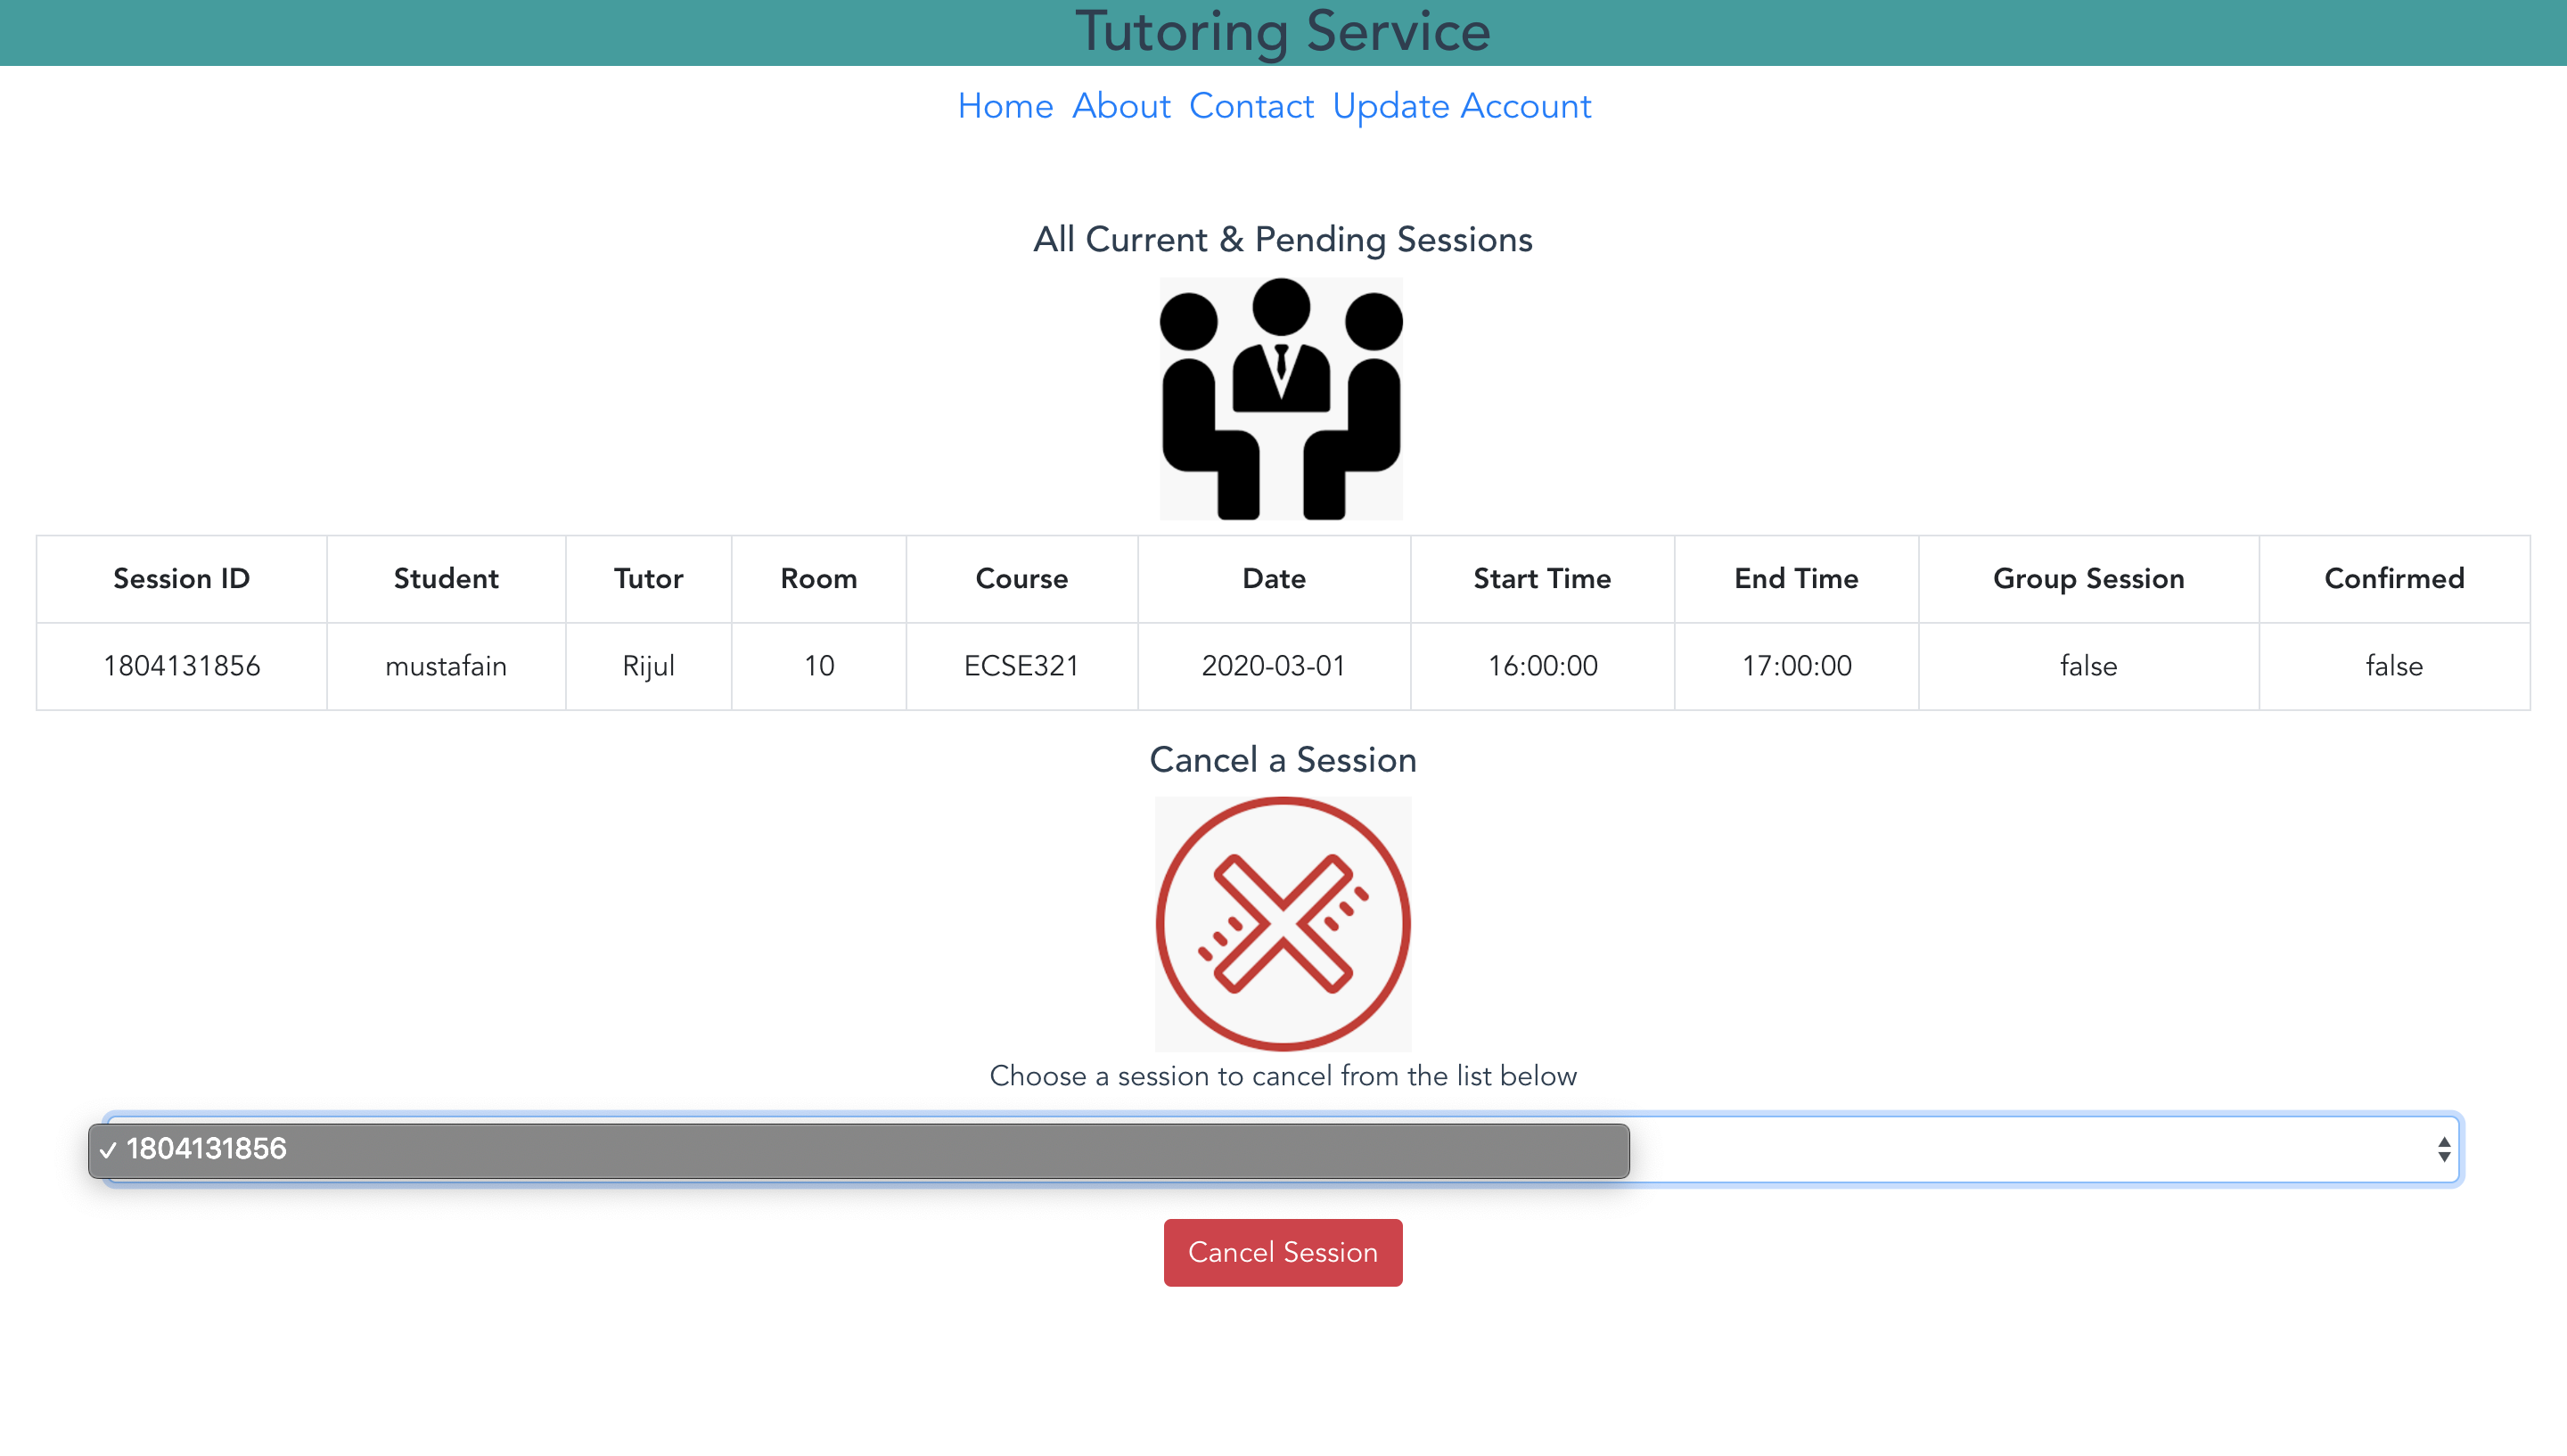 Tutoring Service
Home About Contact Update Account
All Current & Pending Sessions
Session ID Student Tutor Room Course Date Start Time End Time Group Session Confirmed
1804131856 mustafain Rijul 10 ECSE321 2020-03-01 16:00:00 17:00:00 false false
Cancel a Session
Choose a session to cancel from the list below
✓ 1804131856
Cancel Session